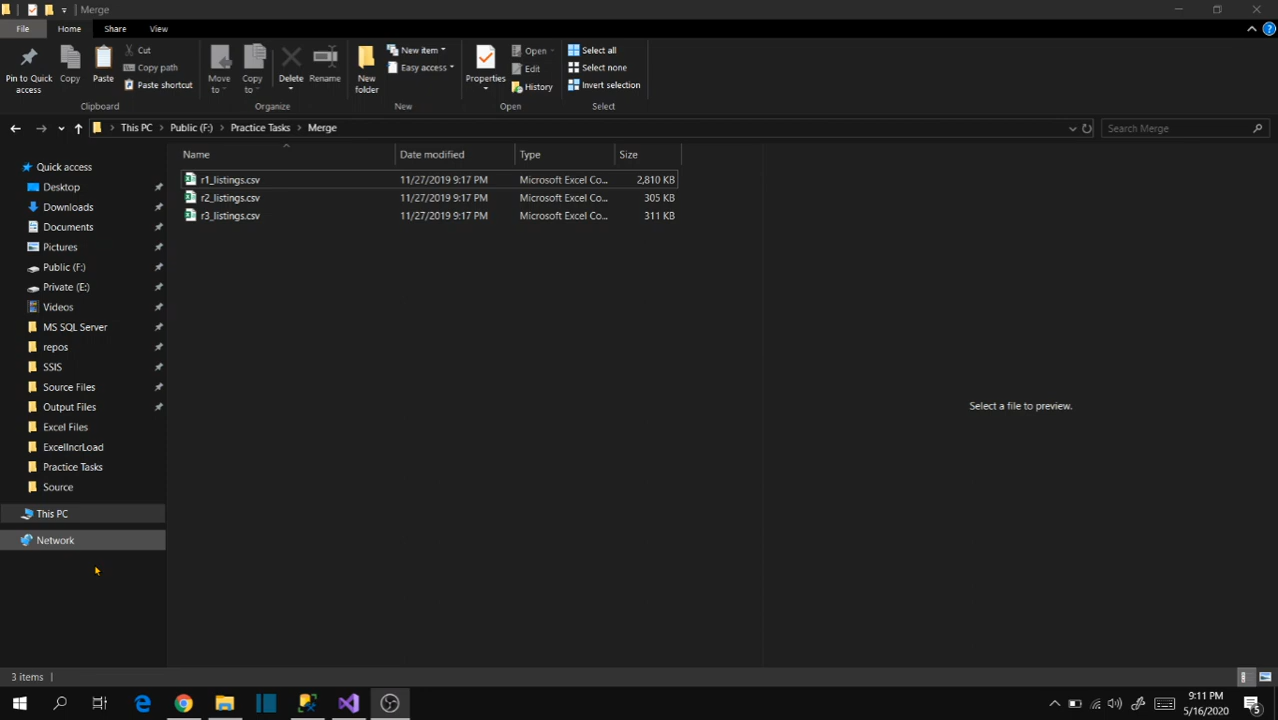 Merge
File Home Share View
Pin to Quick access
Copy
Paste
Cut
Copy path
Paste shortcut
Clipboard
Move to
Copy to
Delete
Rename
Organize
New folder
New item
Easy access
New
Properties
Open
Edit
History
Open
Select all
Select none
Invert selection
Select
This PC > Public (F:) > Practice Tasks > Merge
Search Merge
Name Date modified Type Size
r1_listings.csv 11/27/2019 9:17 PM Microsoft Excel Co... 2,810 KB
r2_listings.csv 11/27/2019 9:17 PM Microsoft Excel Co... 305 KB
r3_listings.csv 11/27/2019 9:17 PM Microsoft Excel Co... 311 KB
Quick access
Desktop
Downloads
Documents
Pictures
Public (F:)
Private (E:)
Videos
MS SQL Server
repos
SSIS
Source Files
Output Files
Excel Files
ExcelIncrLoad
Practice Tasks
Source
This PC
Network
Select a file to preview.
3 items
9:11 PM
5/16/2020
5